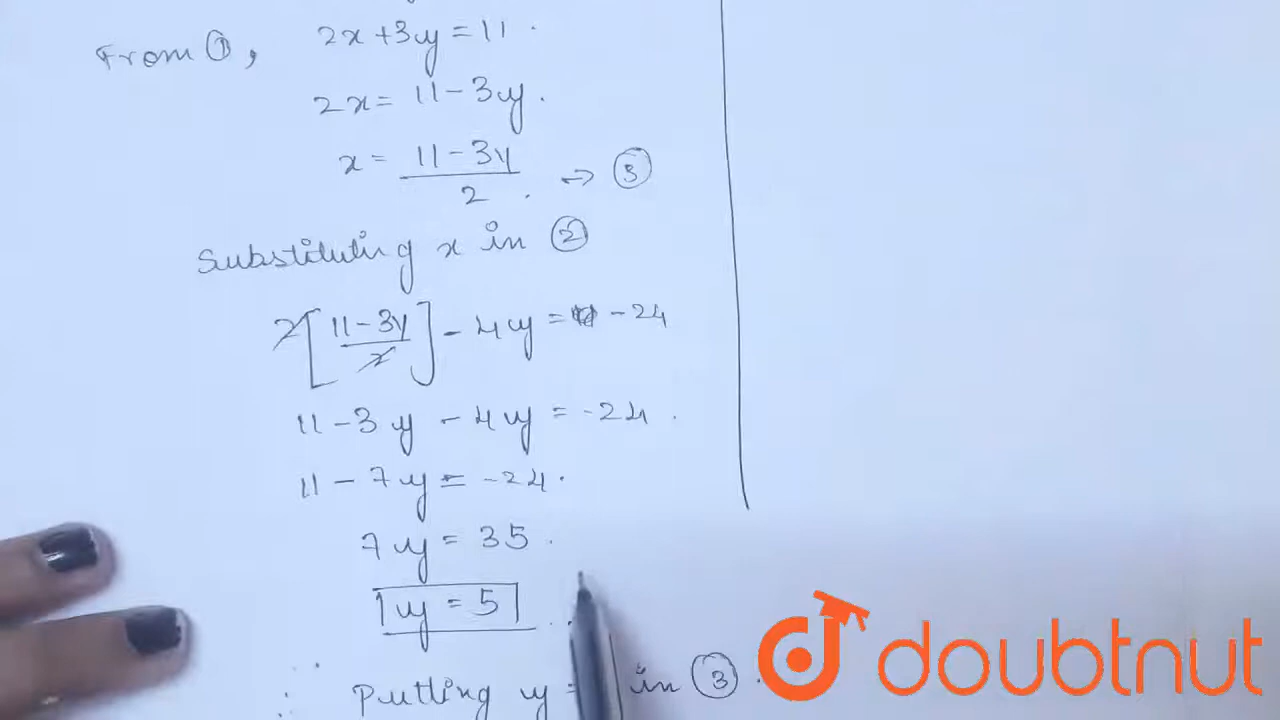 From ①, 2x+3y=11.
2x=11-3y.
x=11-3y/2. → ③
Substituting x in ②
2[11-3y/2]-4y= -24
11-3y-4y=-24.
11-7y=-24.
7y=35.
y=5
∴ Putting y= in ③.
doubtnut